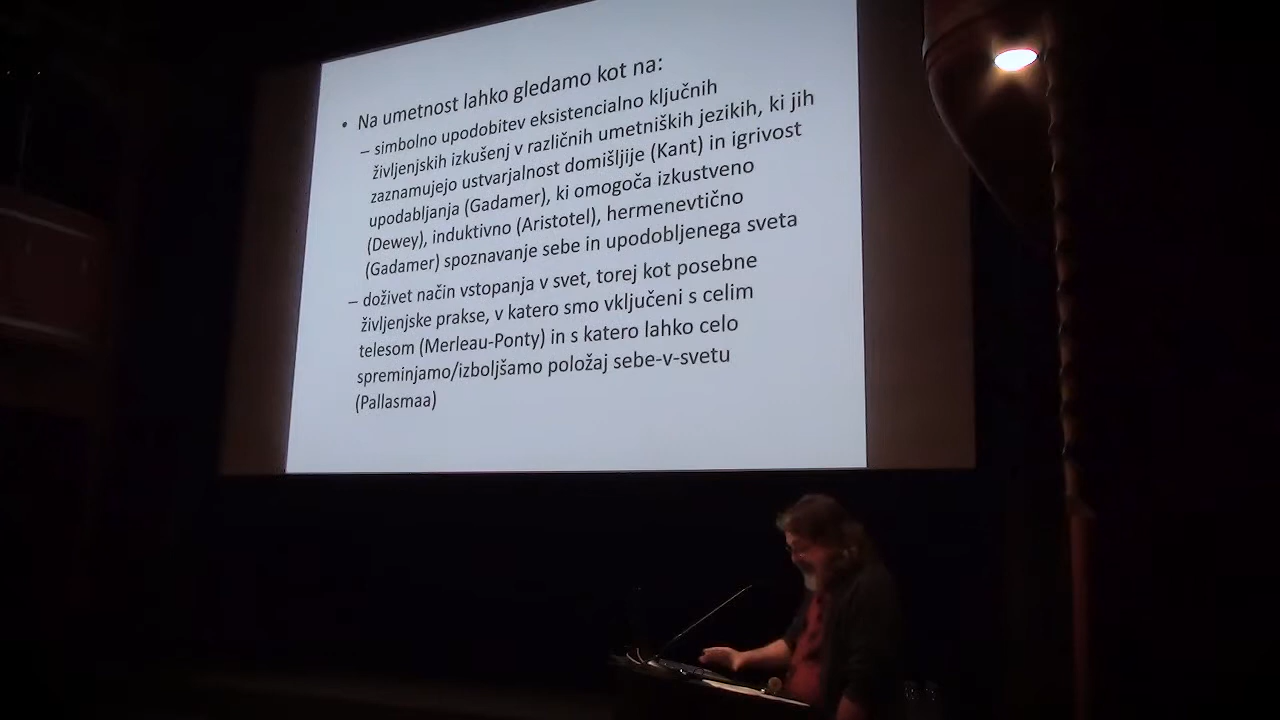 • Na umetnost lahko gledamo kot na:
– simbolno upodobitev eksistencialno ključnih
življenjskih izkušenj v različnih umetniških jezikih, ki jih
zaznamujejo ustvarjalnost domišljije (Kant) in igrivost
upodabljanja (Gadamer), ki omogoča izkustveno
(Dewey), induktivno (Aristotel), hermenevtično
(Gadamer) spoznavanje sebe in upodobljenega sveta
– doživet način vstopanja v svet, torej kot posebne
življenjske prakse, v katero smo vključeni s celim
telesom (Merleau-Ponty) in s katero lahko celo
spreminjamo/izboljšamo položaj sebe-v-svetu
(Pallasmaa)